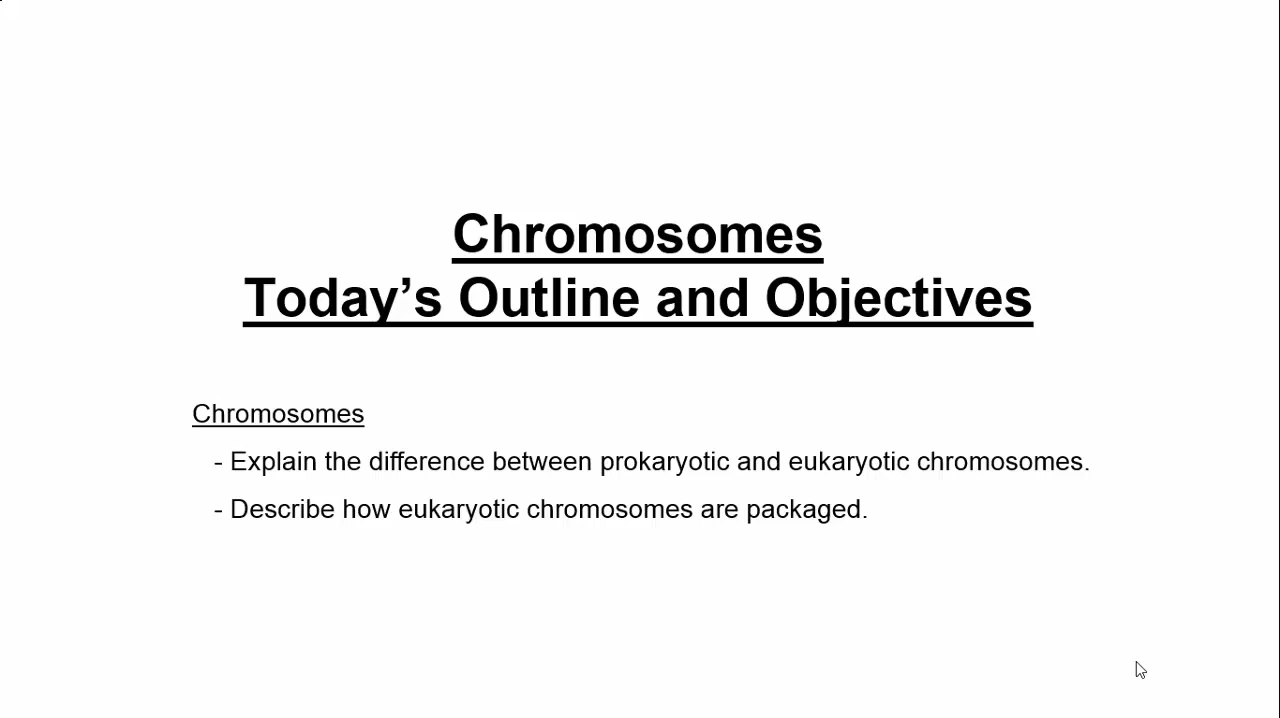 Chromosomes
Today’s Outline and Objectives
Chromosomes
- Explain the difference between prokaryotic and eukaryotic chromosomes.
- Describe how eukaryotic chromosomes are packaged.